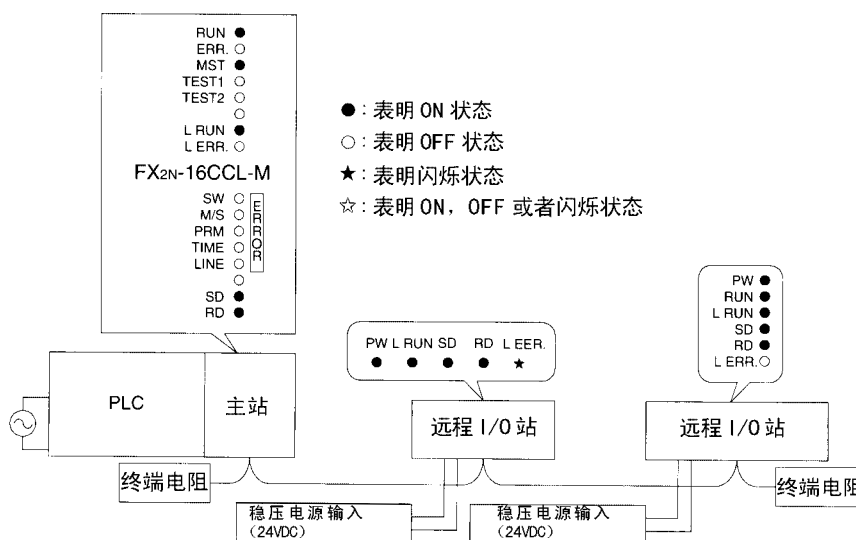 RUN ●
ERR. ○
MST ●
TEST1 ○
TEST2 ○
○
L RUN ●
L ERR. ○
FX2N-16CCL-M
SW ○
M/S ○
PRM ○
TIME ○
LINE ○
○
ERROR
SD ●
RD ●
●：表明 ON 状态
○：表明 OFF 状态
★：表明闪烁状态
☆：表明 ON，OFF 或者闪烁状态
PW L RUN SD RD L EER.
● ● ● ● ★
PW ●
RUN ●
L RUN ●
SD ●
RD ●
L ERR. ○
PLC
主站
远程 I/O 站
远程 I/O 站
终端电阻
终端电阻
稳压电源输入
(24VDC)
稳压电源输入
(24VDC)